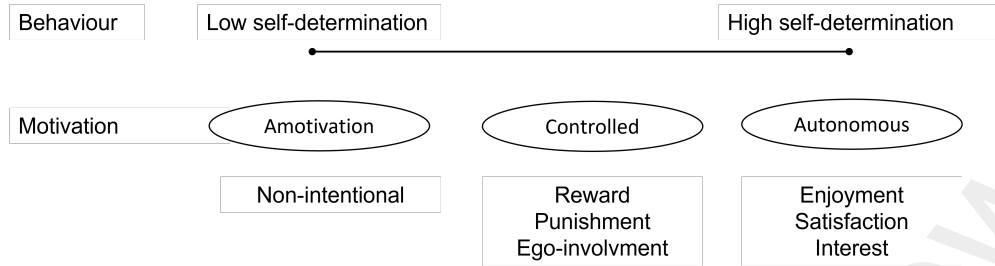 Behaviour
Low self-determination
High self-determination
Motivation
Amotivation
Controlled
Autonomous
Non-intentional
Reward
Punishment
Ego-involvment
Enjoyment
Satisfaction
Interest